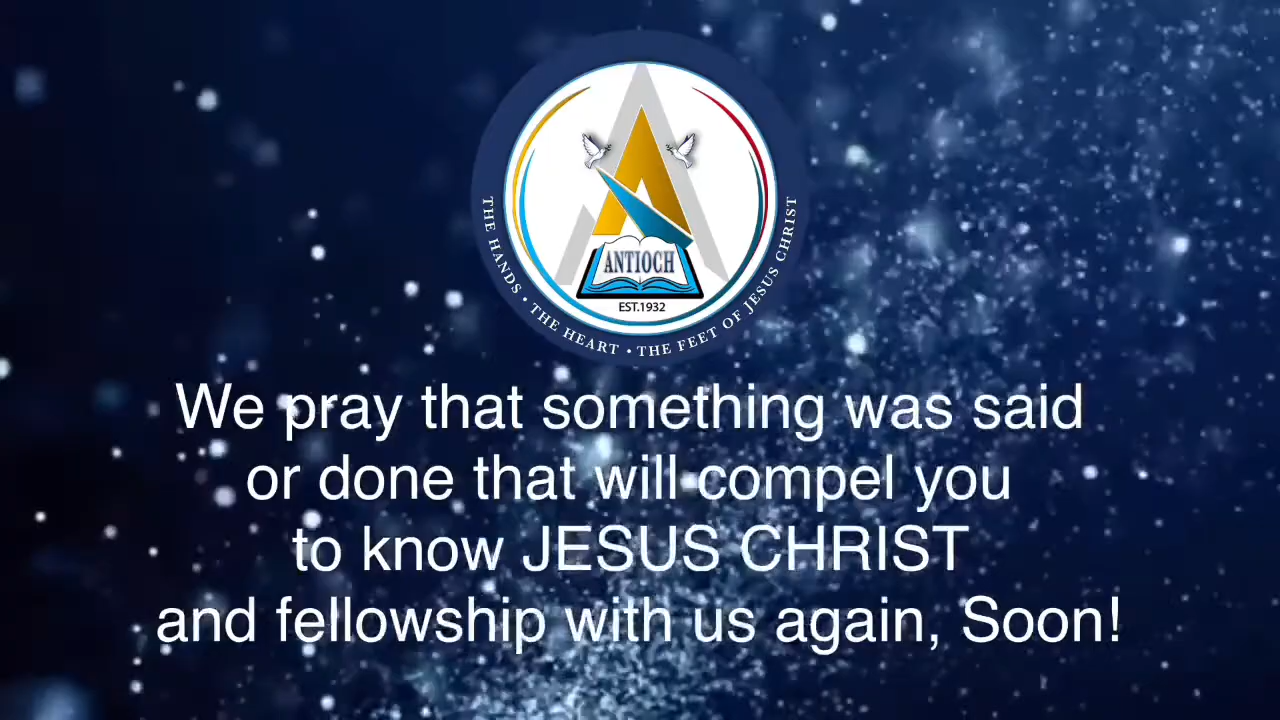 ANTIOCH
EST.1932
THE HANDS • THE HEART • THE FEET OF JESUS CHRIST
We pray that something was said
or done that will compel you
to know JESUS CHRIST
and fellowship with us again, Soon!